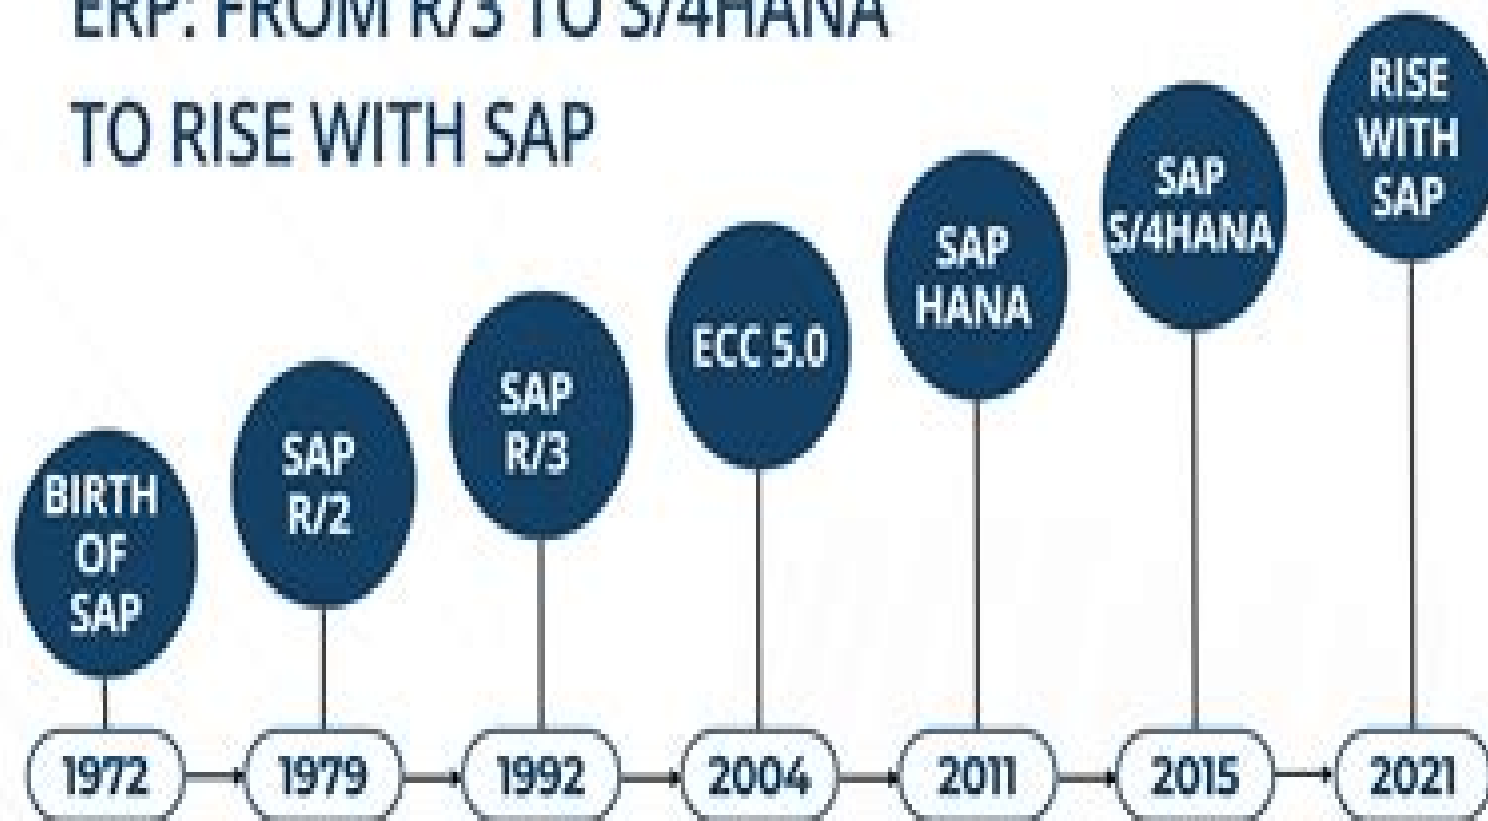 ERP: FROM R/3 TO S/4HANA
TO RISE WITH SAP
BIRTH
OF
SAP
SAP
R/2
SAP
R/3
ECC 5.0
SAP
HANA
SAP
S/4HANA
RISE
WITH
SAP
1972
1979
1992
2004
2011
2015
2021